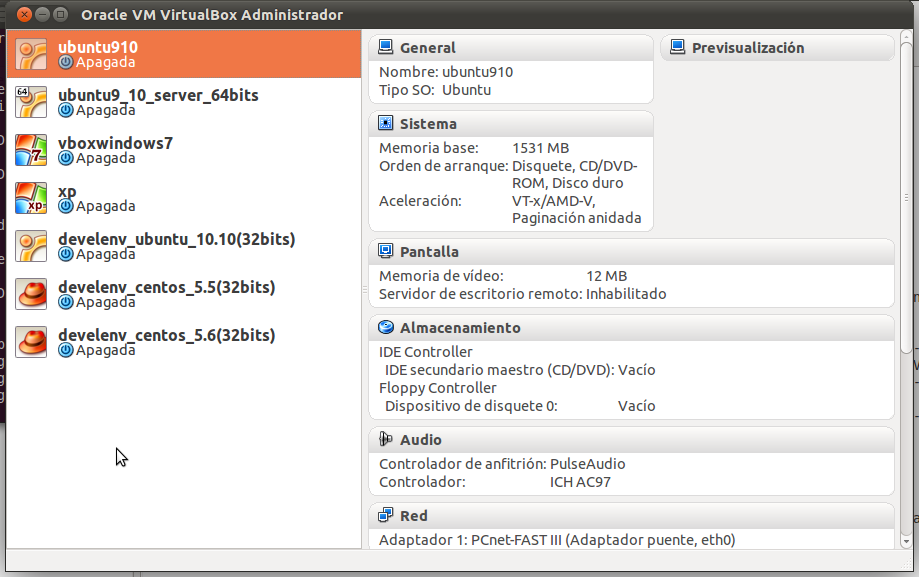 Oracle VM VirtualBox Administrador
ubuntu910
Apagada
64
ubuntu9_10_server_64bits
Apagada
7
vboxwindows7
Apagada
xp
xp
Apagada
develenv_ubuntu_10.10(32bits)
Apagada
develenv_centos_5.5(32bits)
Apagada
develenv_centos_5.6(32bits)
Apagada
General
Nombre: ubuntu910
Tipo SO: Ubuntu
Previsualización
Sistema
Memoria base: 1531 MB
Orden de arranque: Disquete, CD/DVD-
ROM, Disco duro
Aceleración: VT-x/AMD-V,
Paginación anidada
Pantalla
Memoria de vídeo: 12 MB
Servidor de escritorio remoto: Inhabilitado
Almacenamiento
IDE Controller
IDE secundario maestro (CD/DVD): Vacío
Floppy Controller
Dispositivo de disquete 0: Vacío
Audio
Controlador de anfitrión: PulseAudio
Controlador: ICH AC97
Red
Adaptador 1: PCnet-FAST III (Adaptador puente, eth0)